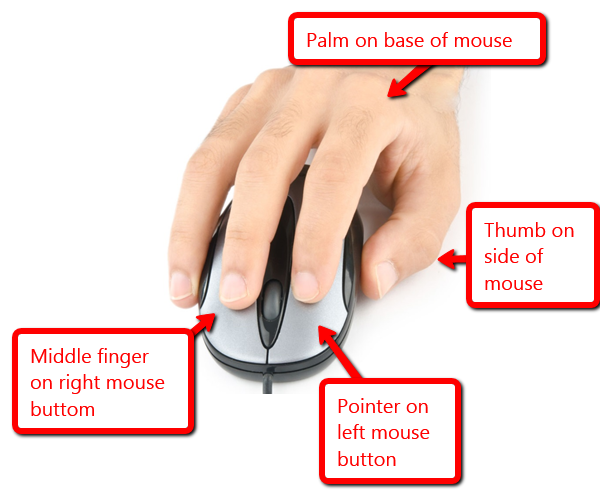 Palm on base of mouse
Thumb on
side of
mouse
Middle finger
on right mouse
buttom
Pointer on
left mouse
button